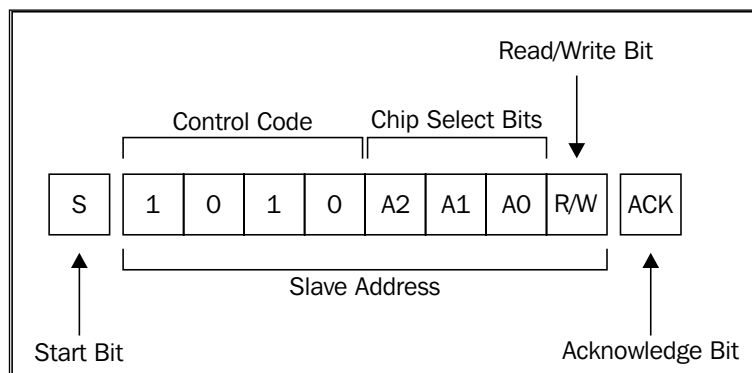 Read/Write Bit
Control Code Chip Select Bits
S 1 0 1 0 A2 A1 A0 R/W ACK
Slave Address
Start Bit Acknowledge Bit